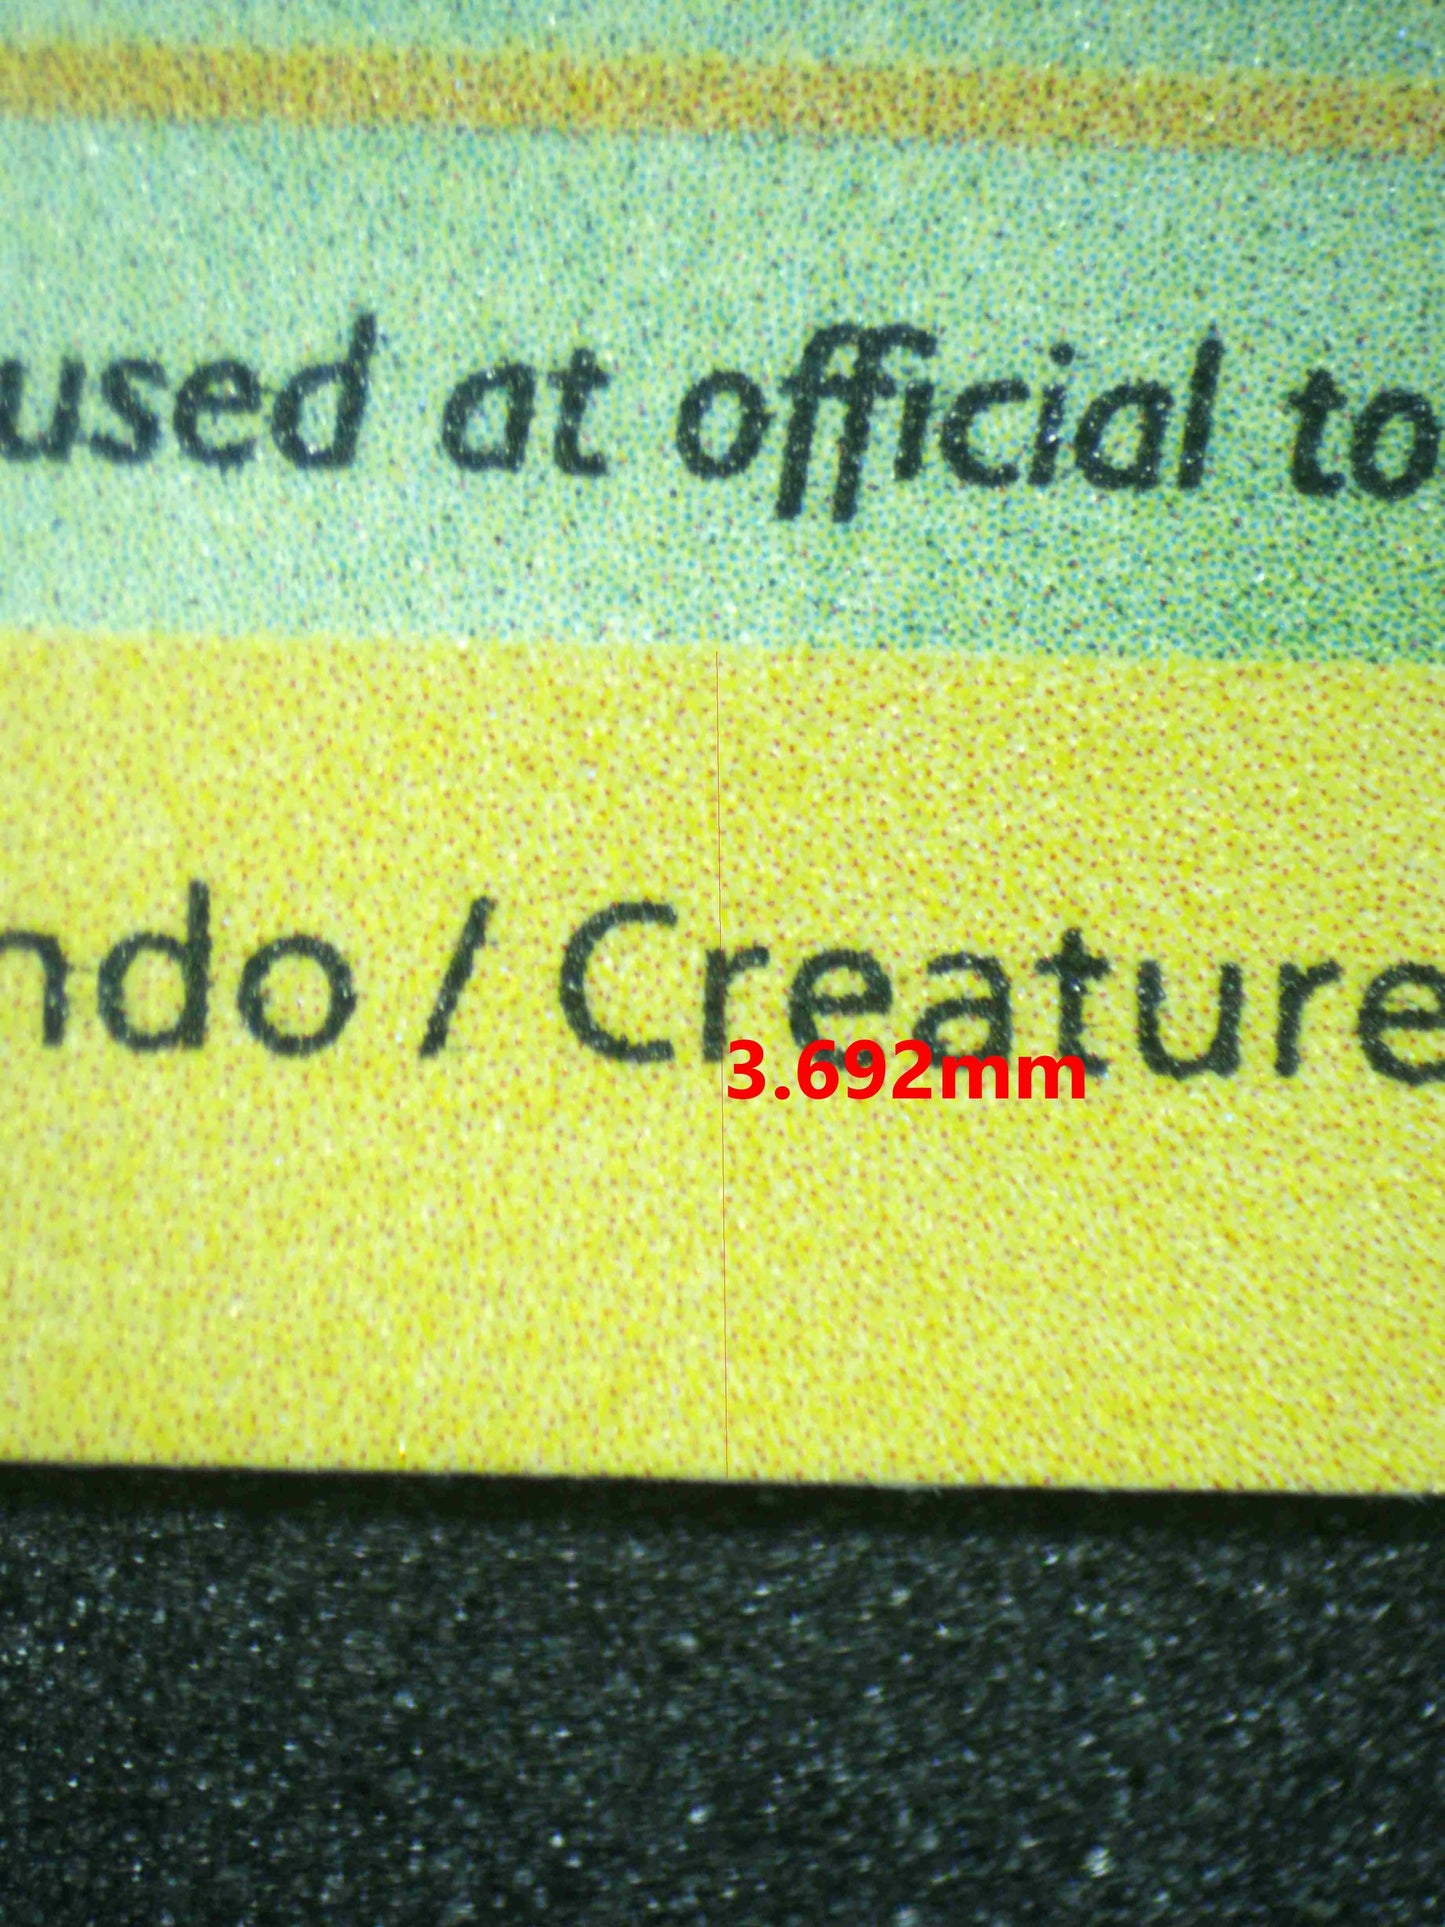 used at official to
ndo / Creature
3.692mm